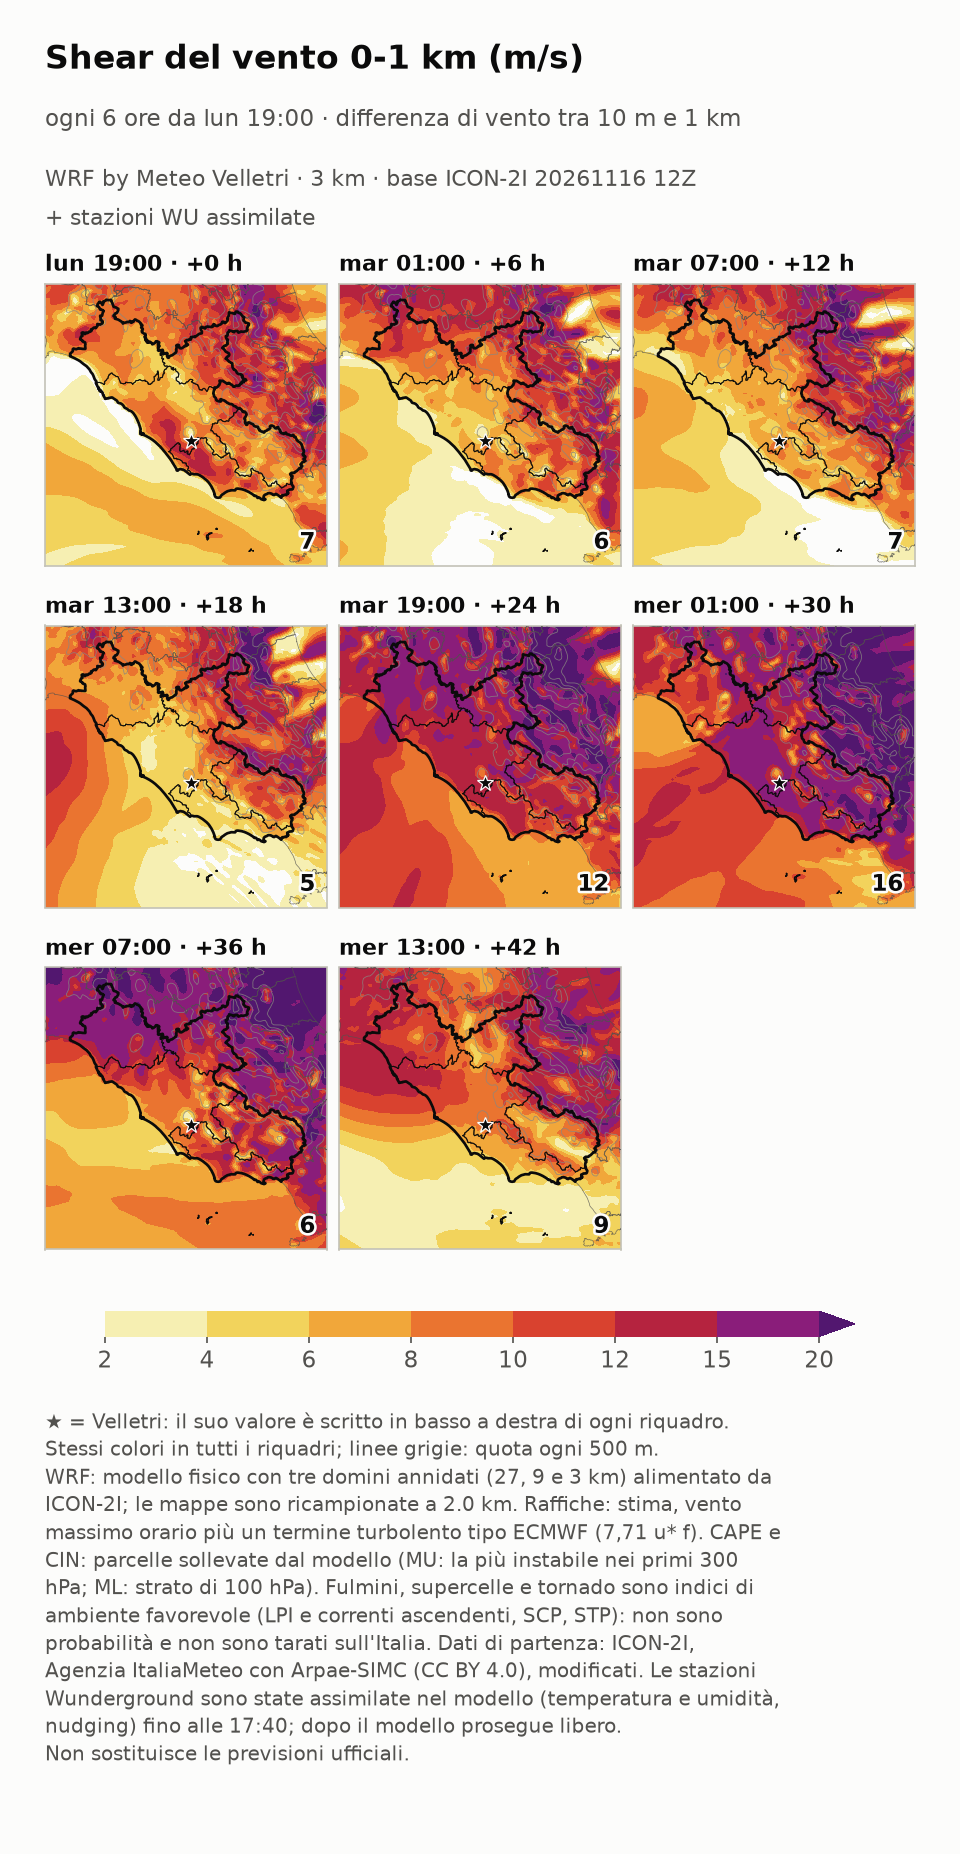 Shear del vento 0-1 km (m/s)
ogni 6 ore da lun 19:00 · differenza di vento tra 10 m e 1 km
WRF by Meteo Velletri · 3 km · base ICON-2I 20261116 12Z
+ stazioni WU assimilate
lun 19:00 · +0 h
mar 01:00 · +6 h
mar 07:00 · +12 h
7
6
7
mar 13:00 · +18 h
mar 19:00 · +24 h
mer 01:00 · +30 h
5
12
16
mer 07:00 · +36 h
mer 13:00 · +42 h
6
9
2 4 6 8 10 12 15 20
★ = Velletri: il suo valore è scritto in basso a destra di ogni riquadro.
Stessi colori in tutti i riquadri; linee grigie: quota ogni 500 m.
WRF: modello fisico con tre domini annidati (27, 9 e 3 km) alimentato da
ICON-2I; le mappe sono ricampionate a 2.0 km. Raffiche: stima, vento
massimo orario più un termine turbolento tipo ECMWF (7,71 u* f). CAPE e
CIN: parcelle sollevate dal modello (MU: la più instabile nei primi 300
hPa; ML: strato di 100 hPa). Fulmini, supercelle e tornado sono indici di
ambiente favorevole (LPI e correnti ascendenti, SCP, STP): non sono
probabilità e non sono tarati sull'Italia. Dati di partenza: ICON-2I,
Agenzia ItaliaMeteo con Arpae-SIMC (CC BY 4.0), modificati. Le stazioni
Wunderground sono state assimilate nel modello (temperatura e umidità,
nudging) fino alle 17:40; dopo il modello prosegue libero.
Non sostituisce le previsioni ufficiali.